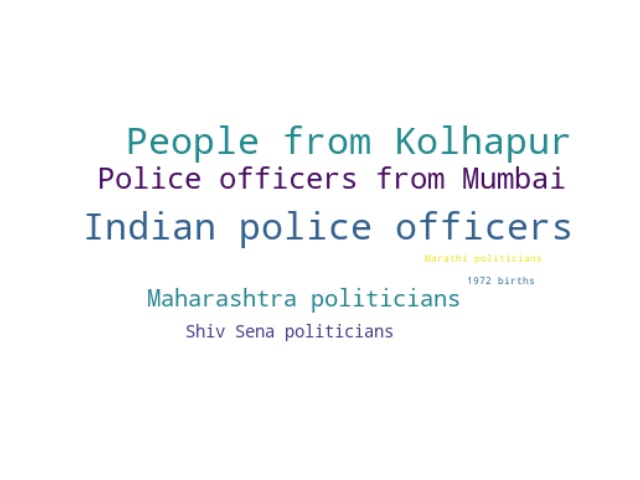 People from Kolhapur
Police officers from Mumbai
Indian police officers
Marathi politicians
1972 births
Maharashtra politicians
Shiv Sena politicians